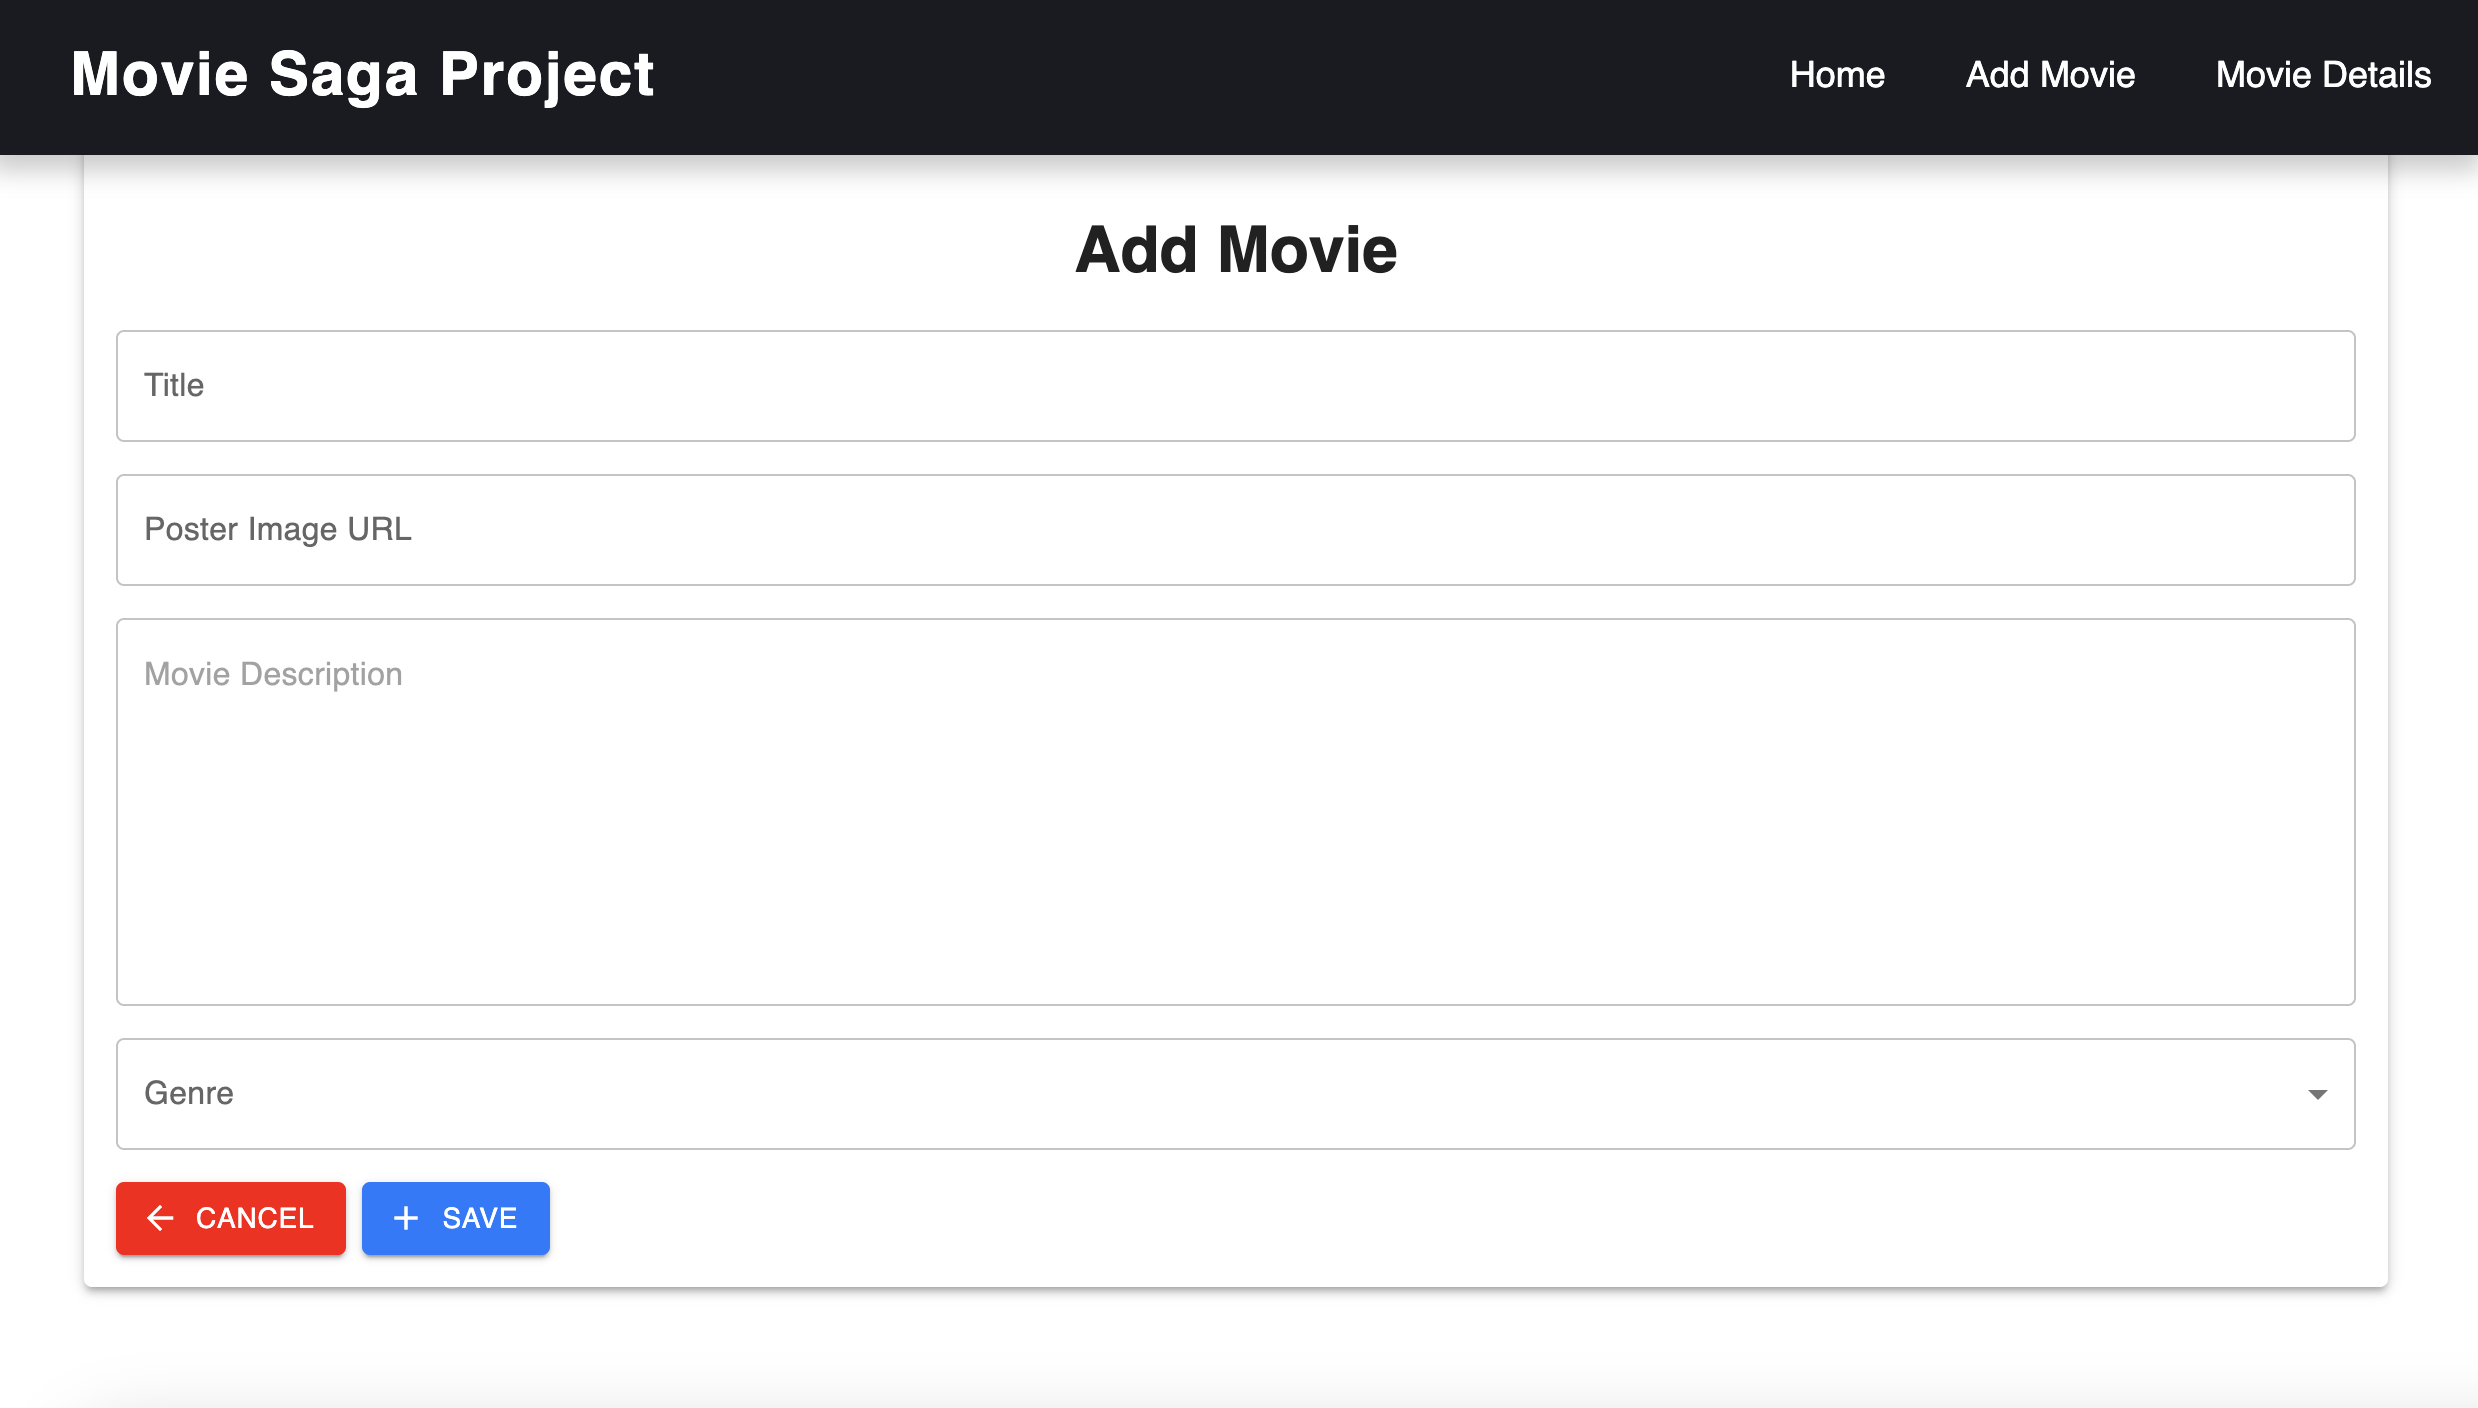 Movie Saga Project
Home Add Movie Movie Details
Add Movie
Title
Poster Image URL
Movie Description
Genre
CANCEL SAVE